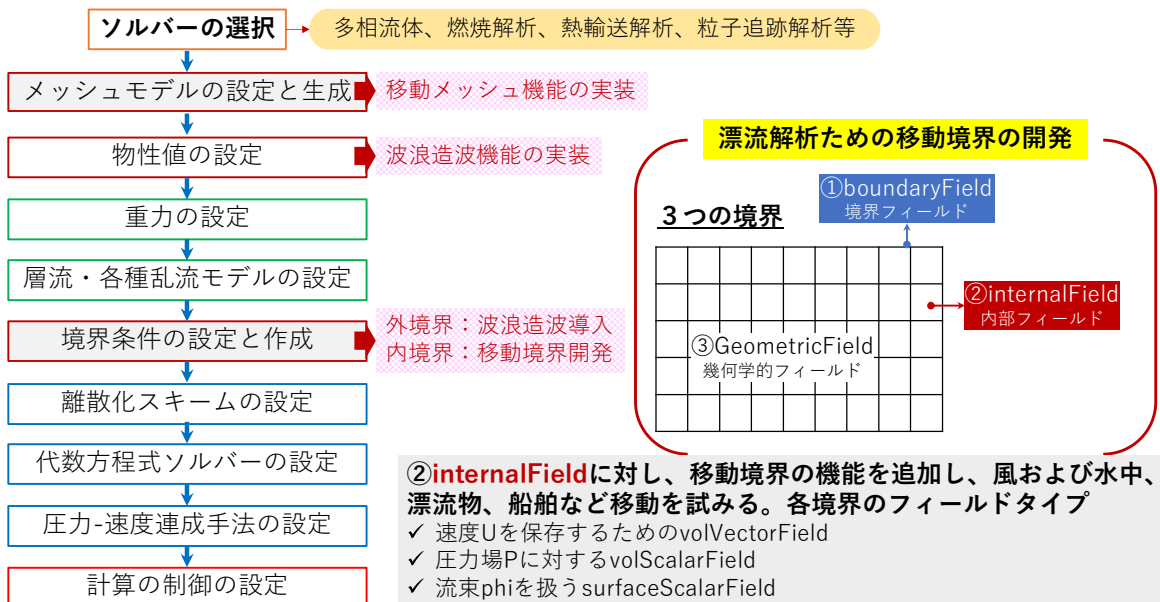 ソルバーの選択
多相流体、燃焼解析、熱輸送解析、粒子追跡解析等
メッシュモデルの設定と生成
移動メッシュ機能の実装
物性値の設定
波浪造波機能の実装
重力の設定
層流・各種乱流モデルの設定
境界条件の設定と作成
外境界：波浪造波導入
内境界：移動境界開発
離散化スキームの設定
代数方程式ソルバーの設定
圧力-速度連成手法の設定
計算の制御の設定
漂流解析ための移動境界の開発
①boundaryField
境界フィールド
３つの境界
②internalField
内部フィールド
③GeometricField
幾何学的フィールド
②internalFieldに対し、移動境界の機能を追加し、風および水中、
漂流物、船舶など移動を試みる。各境界のフィールドタイプ
✓ 速度Uを保存するためのvolVectorField
✓ 圧力場Pに対するvolScalarField
✓ 流束phiを扱うsurfaceScalarField